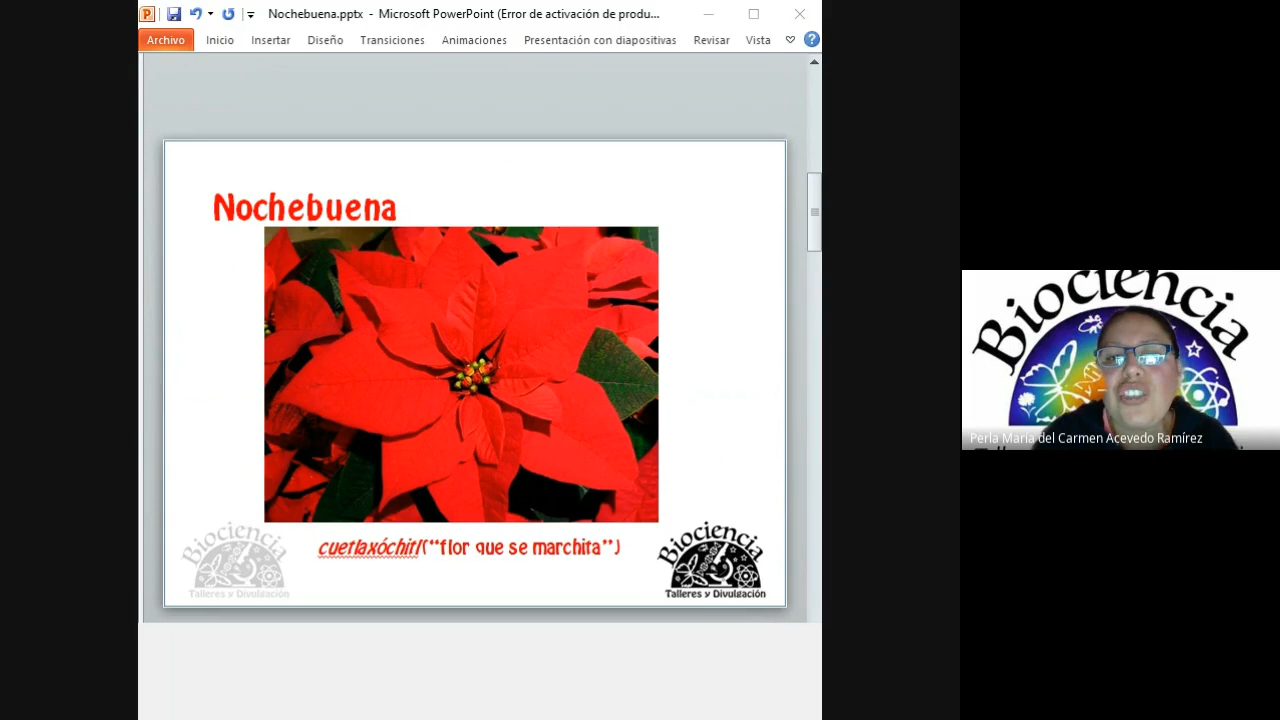 Nochebuena.pptx - Microsoft PowerPoint (Error de activación de produ...
Archivo Inicio Insertar Diseño Transiciones Animaciones Presentación con diapositivas Revisar Vista
Nochebuena
cuetlaxóchitl("flor que se marchita")
Biociencia
Talleres y Divulgación
Biociencia
Talleres y Divulgación
Biociencia
Perla María del Carmen Acevedo Ramírez